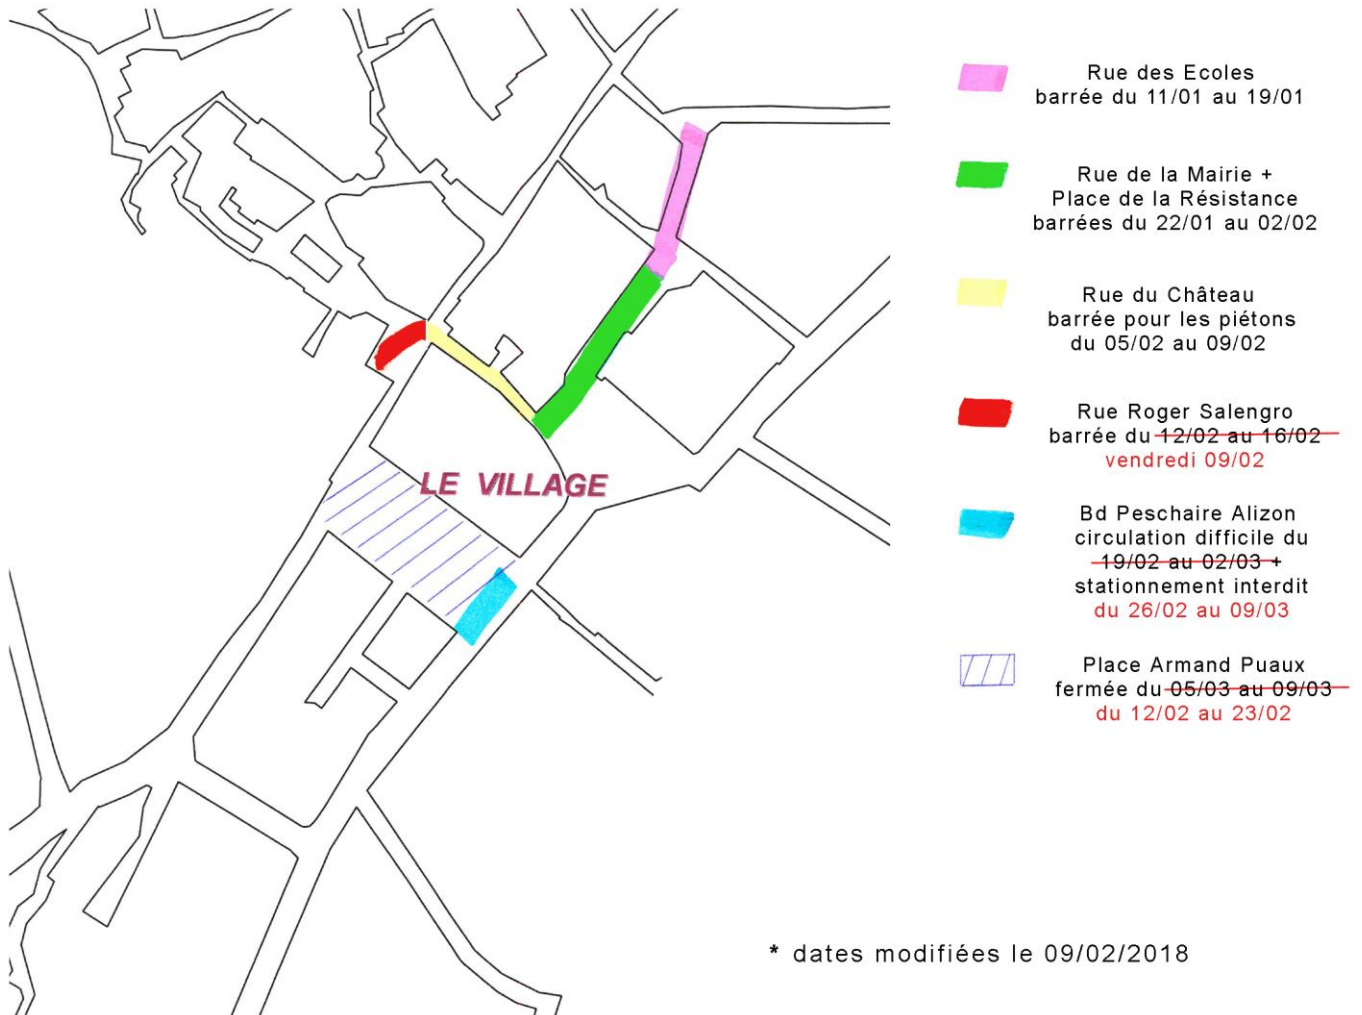 Rue des Ecoles
barrée du 11/01 au 19/01
Rue de la Mairie +
Place de la Résistance
barrées du 22/01 au 02/02
Rue du Château
barrée pour les piétons
du 05/02 au 09/02
Rue Roger Salengro
barrée du 12/02 au 16/02
vendredi 09/02
Bd Peschaire Alizon
circulation difficile du
19/02 au 02/03 +
stationnement interdit
du 26/02 au 09/03
Place Armand Puaux
fermée du 05/03 au 09/03
du 12/02 au 23/02
LE VILLAGE
* dates modifiées le 09/02/2018